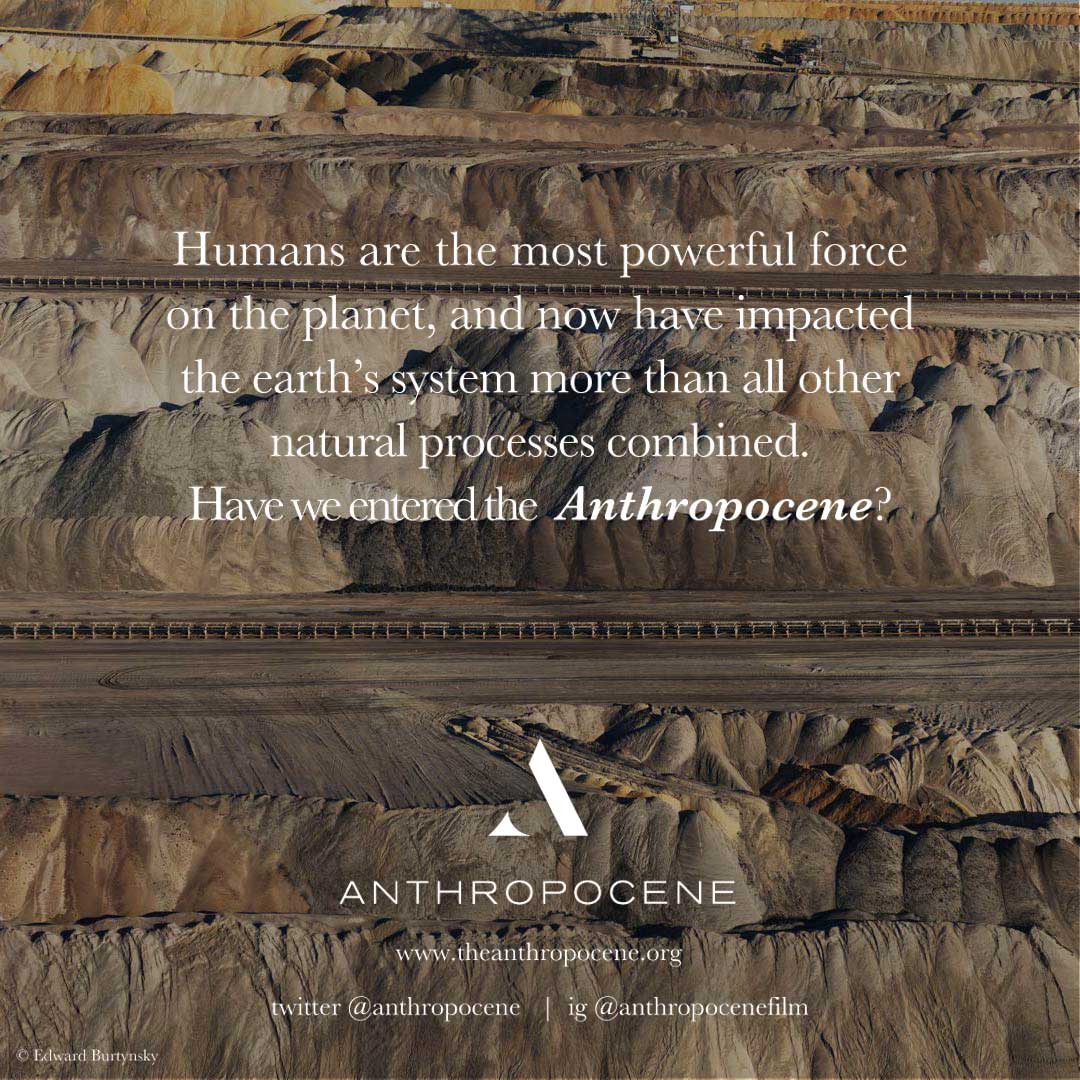 Humans are the most powerful force
on the planet, and now have impacted
the earth’s system more than all other
natural processes combined.
Have we entered the Anthropocene?
ANTHROPOCENE
www.theanthropocene.org
twitter @anthropocene | ig @anthropocenefilm
© Edward Burtynsky